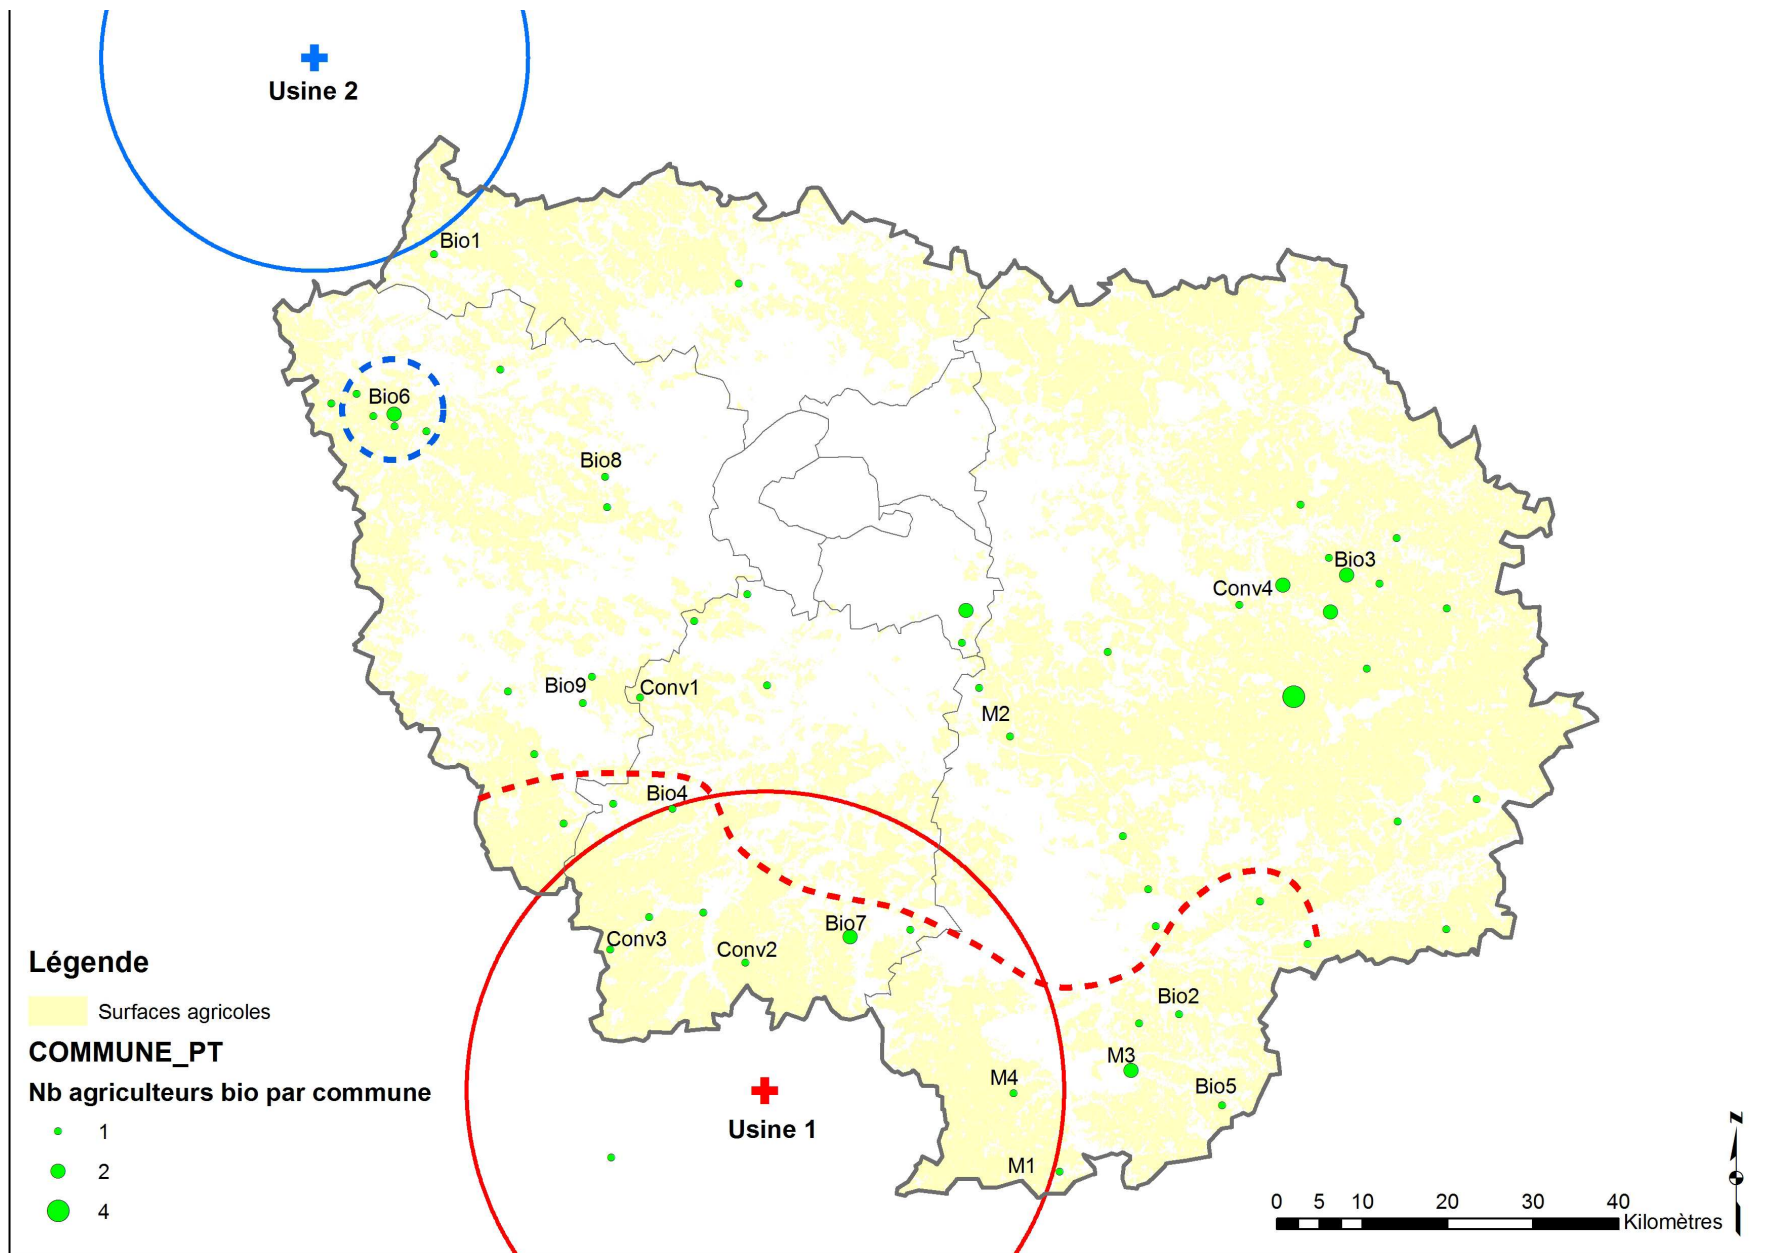 Usine 2
Bio1
Bio6
Bio8
Bio3
Conv4
Bio9
Conv1
M2
Bio4
Bio7
Conv3
Conv2
Bio2
M3
M4
Bio5
Usine 1
M1
Légende
Surfaces agricoles
COMMUNE_PT
Nb agriculteurs bio par commune
1
2
4
N
0 5 10 20 30 40
Kilomètres